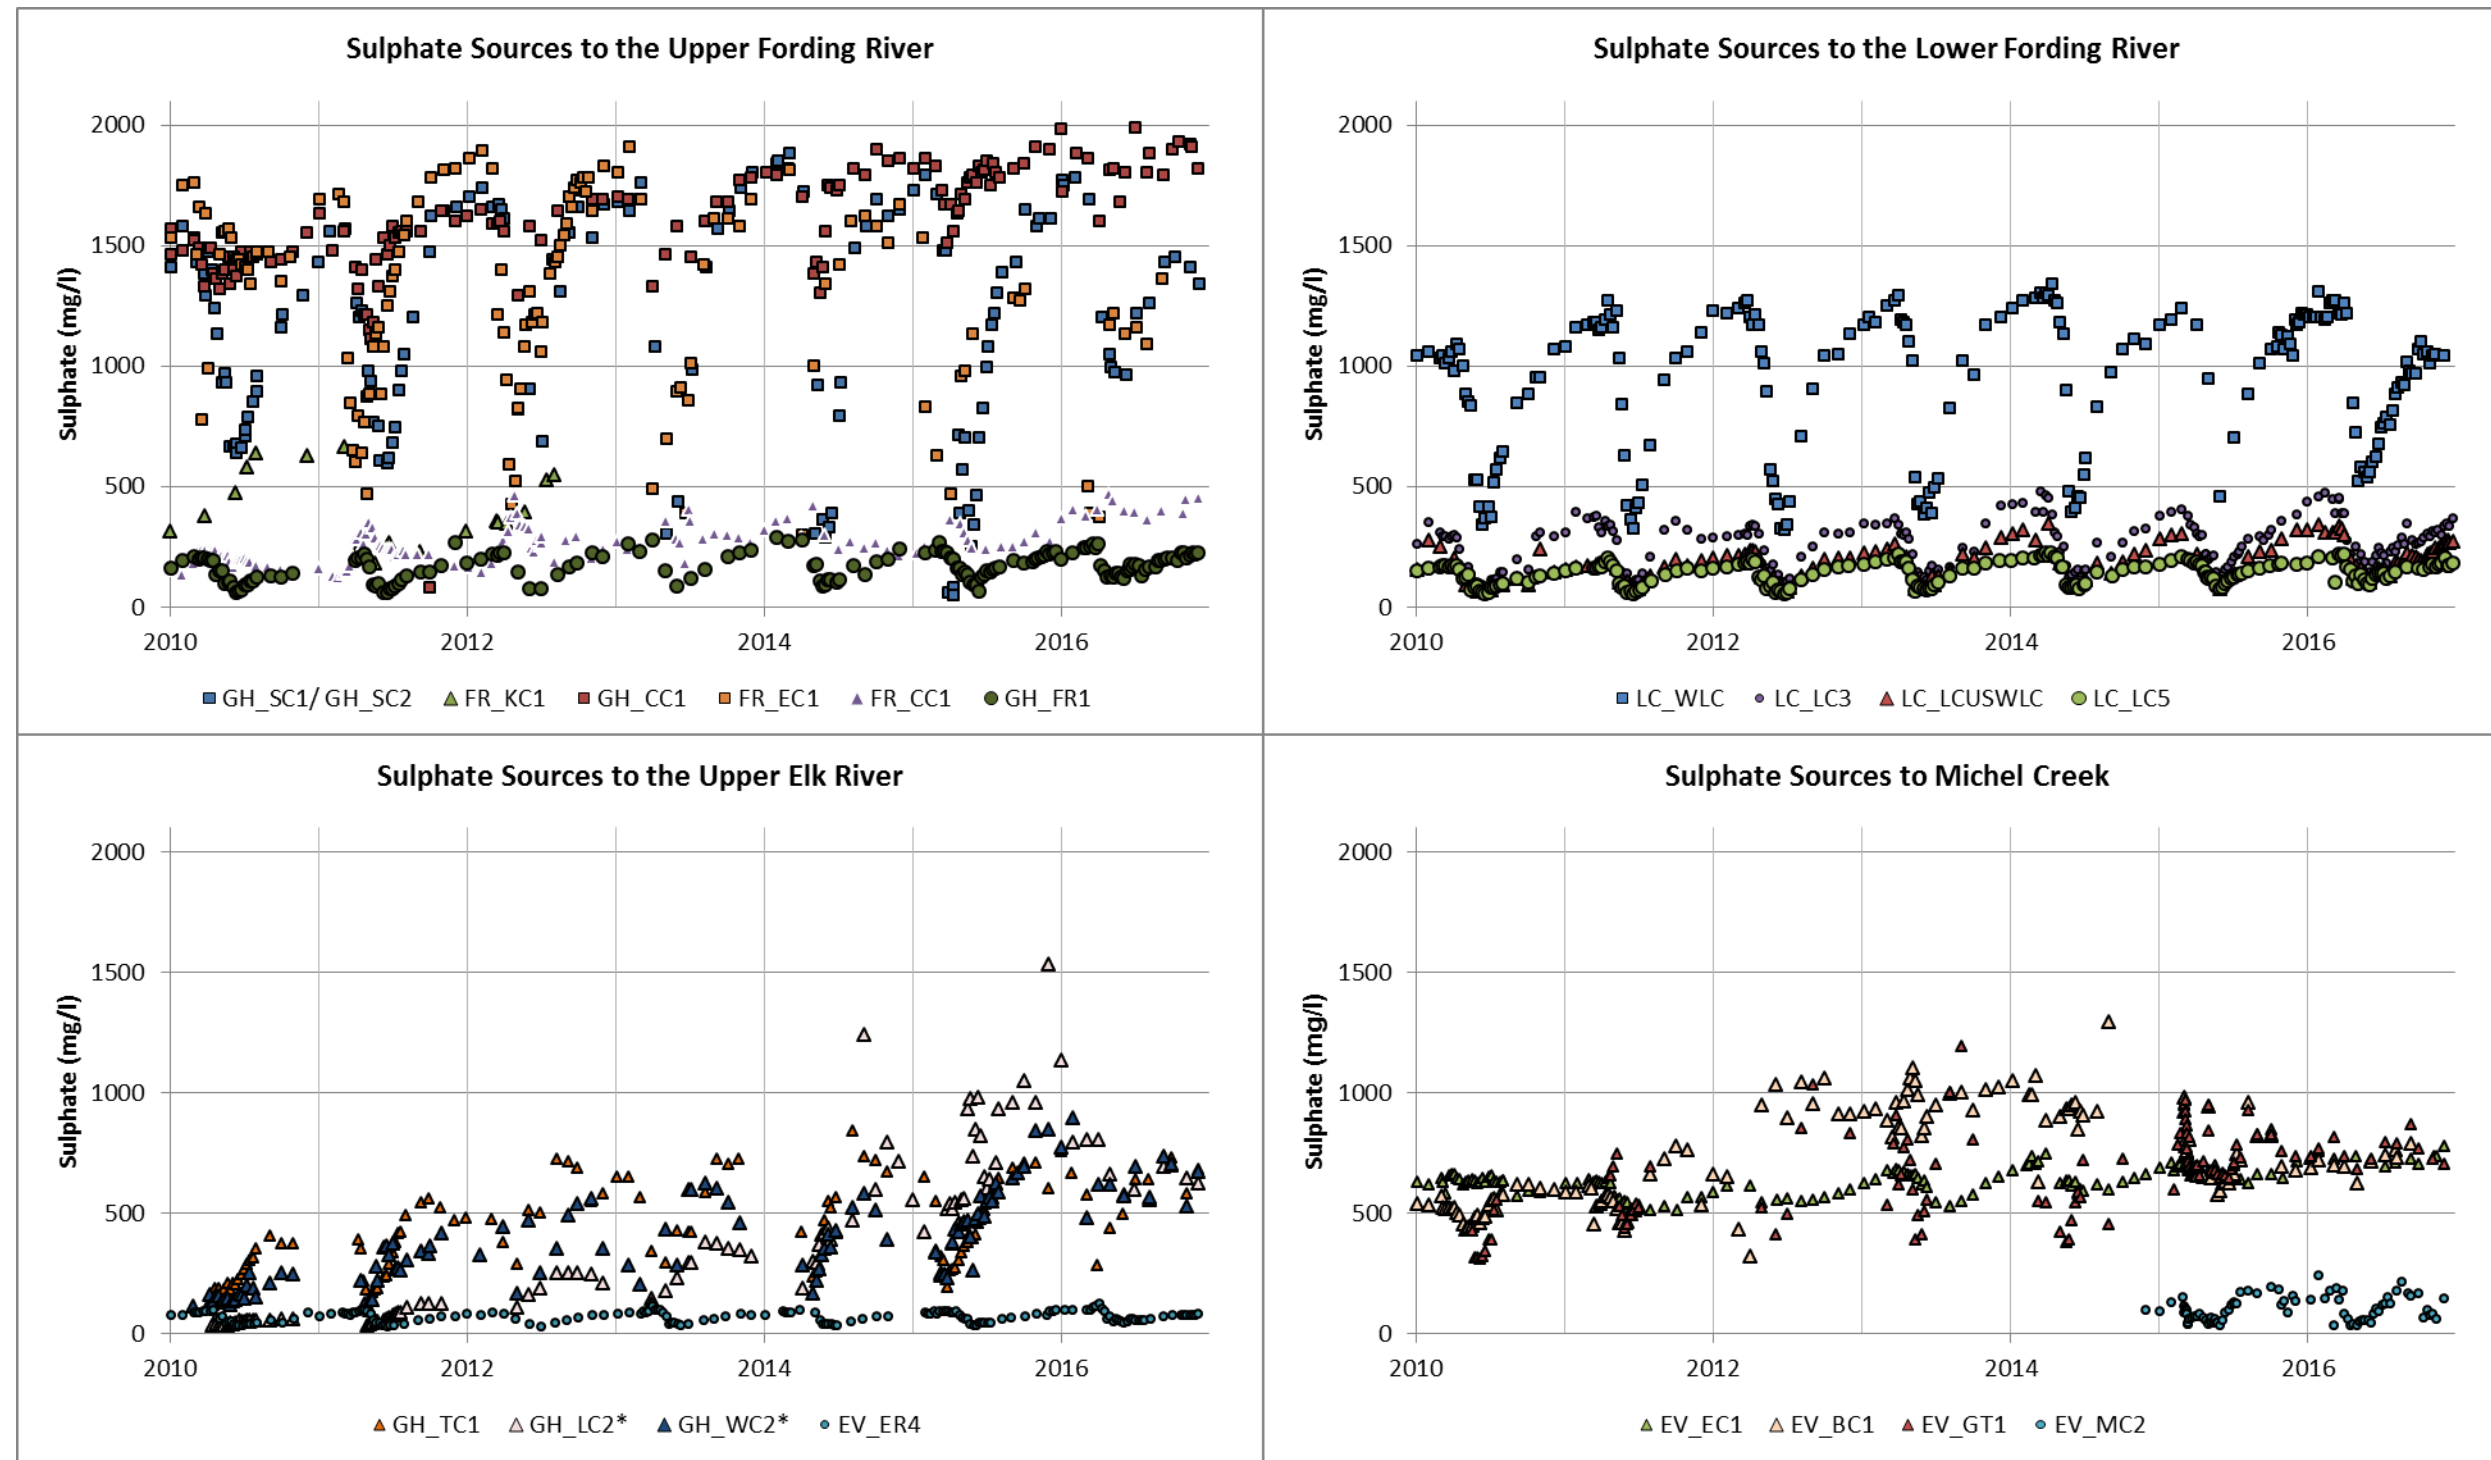 Sulphate Sources to the Upper Fording River
Sulphate (mg/l)
2000
1500
1000
500
0
2010 2012 2014 2016
GH_SC1/ GH_SC2 FR_KC1 GH_CC1 FR_EC1 FR_CC1 GH_FR1
Sulphate Sources to the Lower Fording River
Sulphate (mg/l)
2000
1500
1000
500
0
2010 2012 2014 2016
LC_WLC LC_LC3 LC_LCUSWLC LC_LC5
Sulphate Sources to the Upper Elk River
Sulphate (mg/l)
2000
1500
1000
500
0
2010 2012 2014 2016
GH_TC1 GH_LC2* GH_WC2* EV_ER4
Sulphate Sources to Michel Creek
Sulphate (mg/l)
2000
1500
1000
500
0
2010 2012 2014 2016
EV_EC1 EV_BC1 EV_GT1 EV_MC2